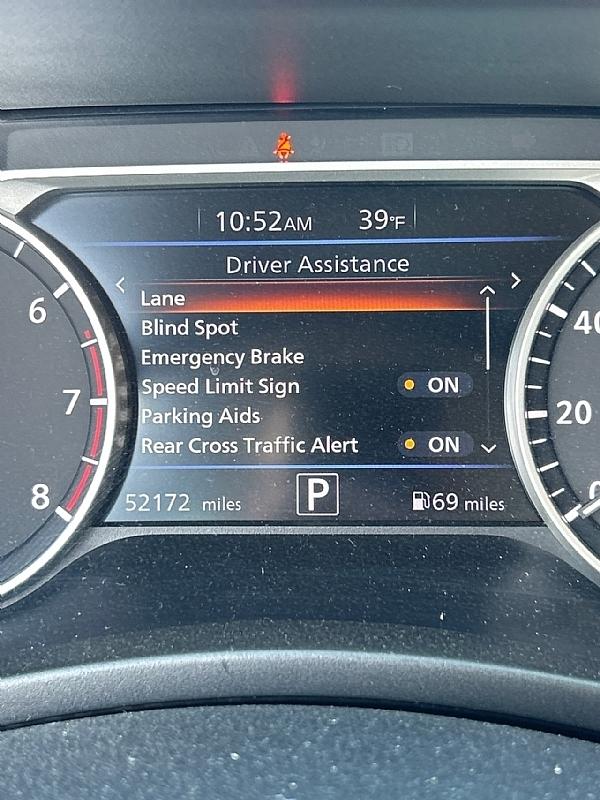 10:52AM 39°F
Driver Assistance
Lane
Blind Spot
Emergency Brake
Speed Limit Sign ON
Parking Aids
Rear Cross Traffic Alert ON
52172 miles P 69 miles
6
7
8
40
20
0